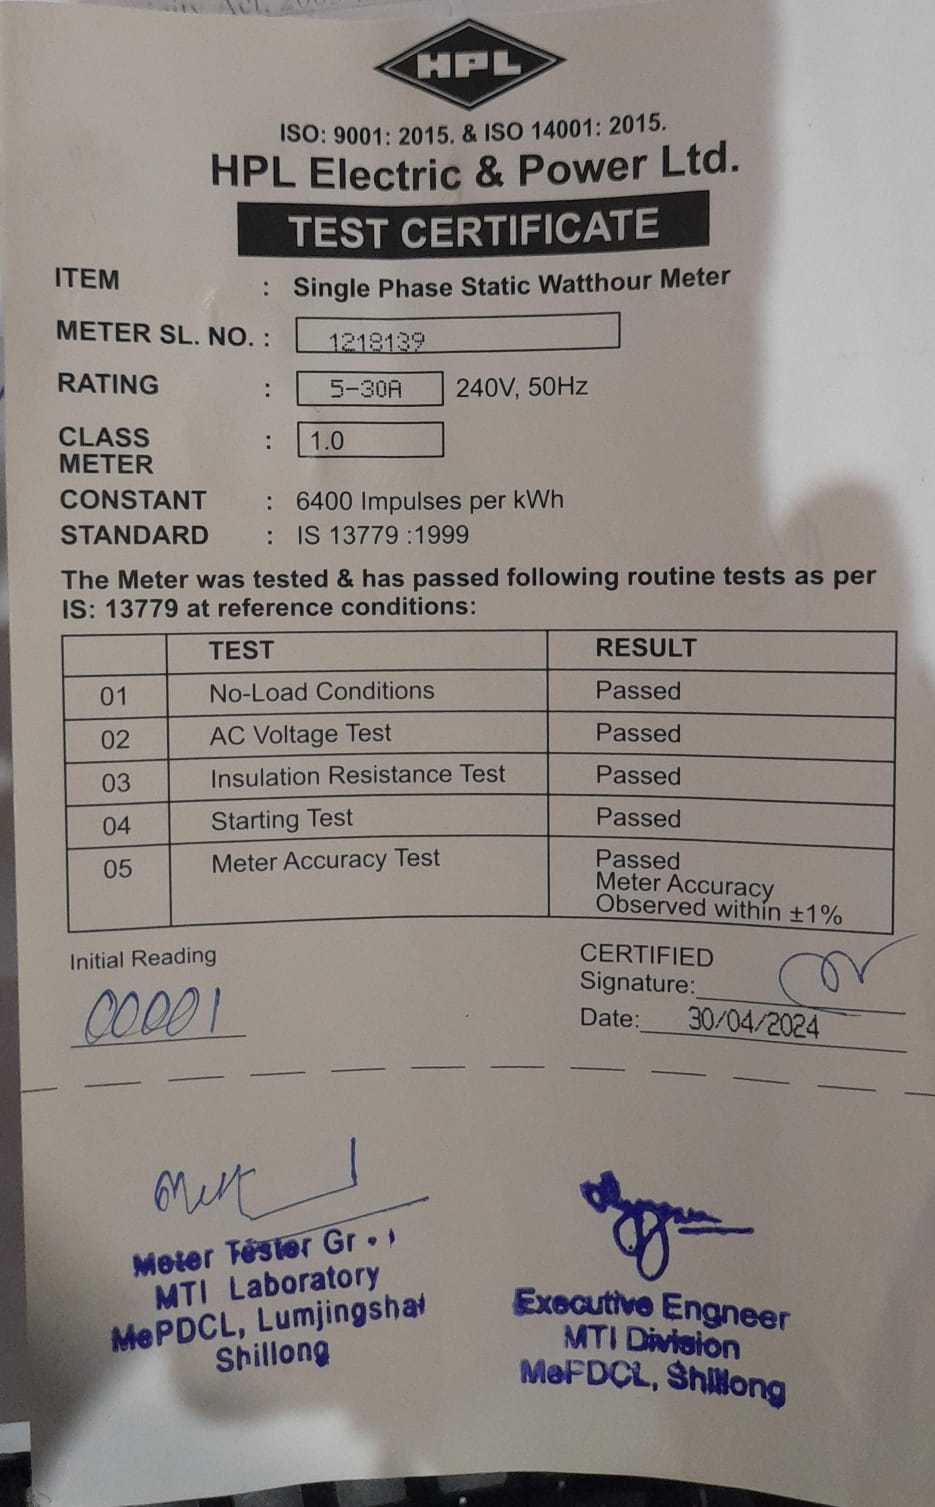 HPL
ISO: 9001: 2015. & ISO 14001: 2015.
HPL Electric & Power Ltd.
TEST CERTIFICATE
ITEM : Single Phase Static Watthour Meter
METER SL. NO. : 1218139
RATING : 5-30A 240V, 50Hz
CLASS : 1.0
METER
CONSTANT : 6400 Impulses per kWh
STANDARD : IS 13779 :1999
The Meter was tested & has passed following routine tests as per
IS: 13779 at reference conditions:
TEST RESULT
01 No-Load Conditions Passed
02 AC Voltage Test Passed
03 Insulation Resistance Test Passed
04 Starting Test Passed
05 Meter Accuracy Test Passed
Meter Accuracy
Observed within ±1%
Initial Reading
00001
CERTIFIED
Signature:
Date: 30/04/2024
Meter Tester Gr
MTI Laboratory
MePDCL, Lumjingshai
Shillong
Executive Engneer
MTI Division
MePDCL, Shillong